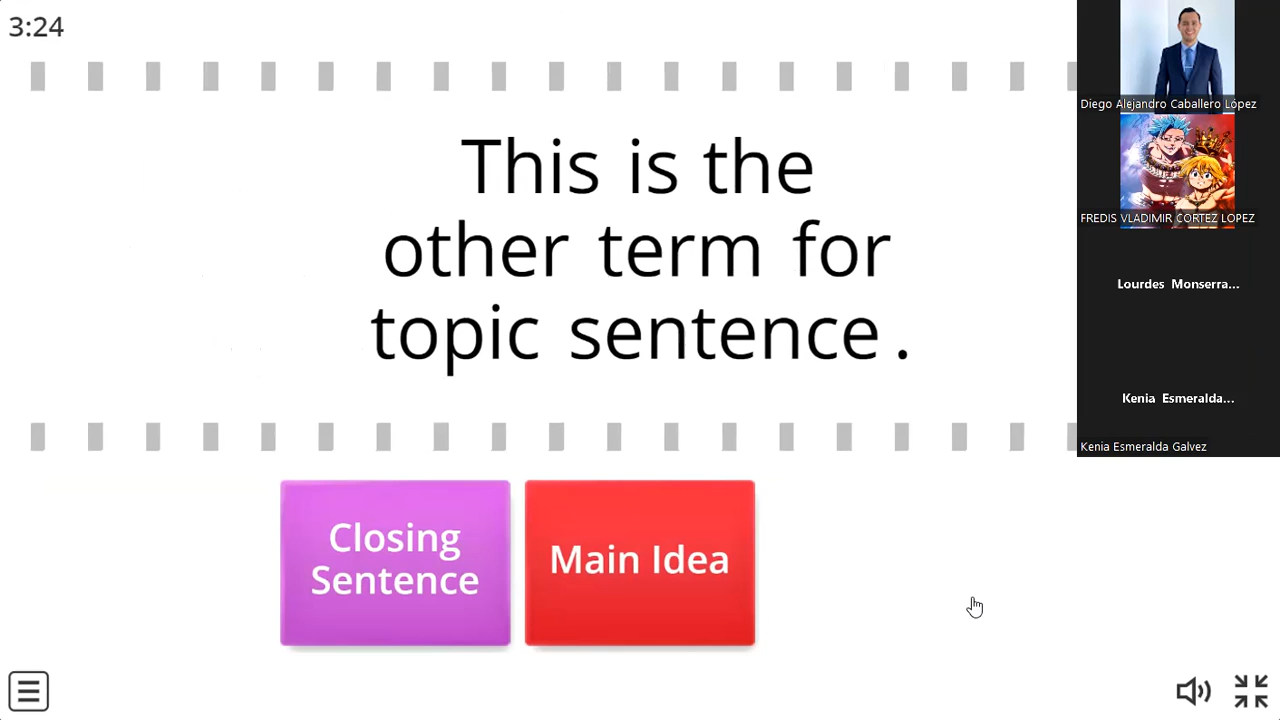 3:24
This is the
other term for
topic sentence.
Closing
Sentence
Main Idea
Diego Alejandro Caballero López
FREDIS VLADIMIR CORTEZ LOPEZ
Lourdes Monserra...
Kenia Esmeralda...
Kenia Esmeralda Galvez